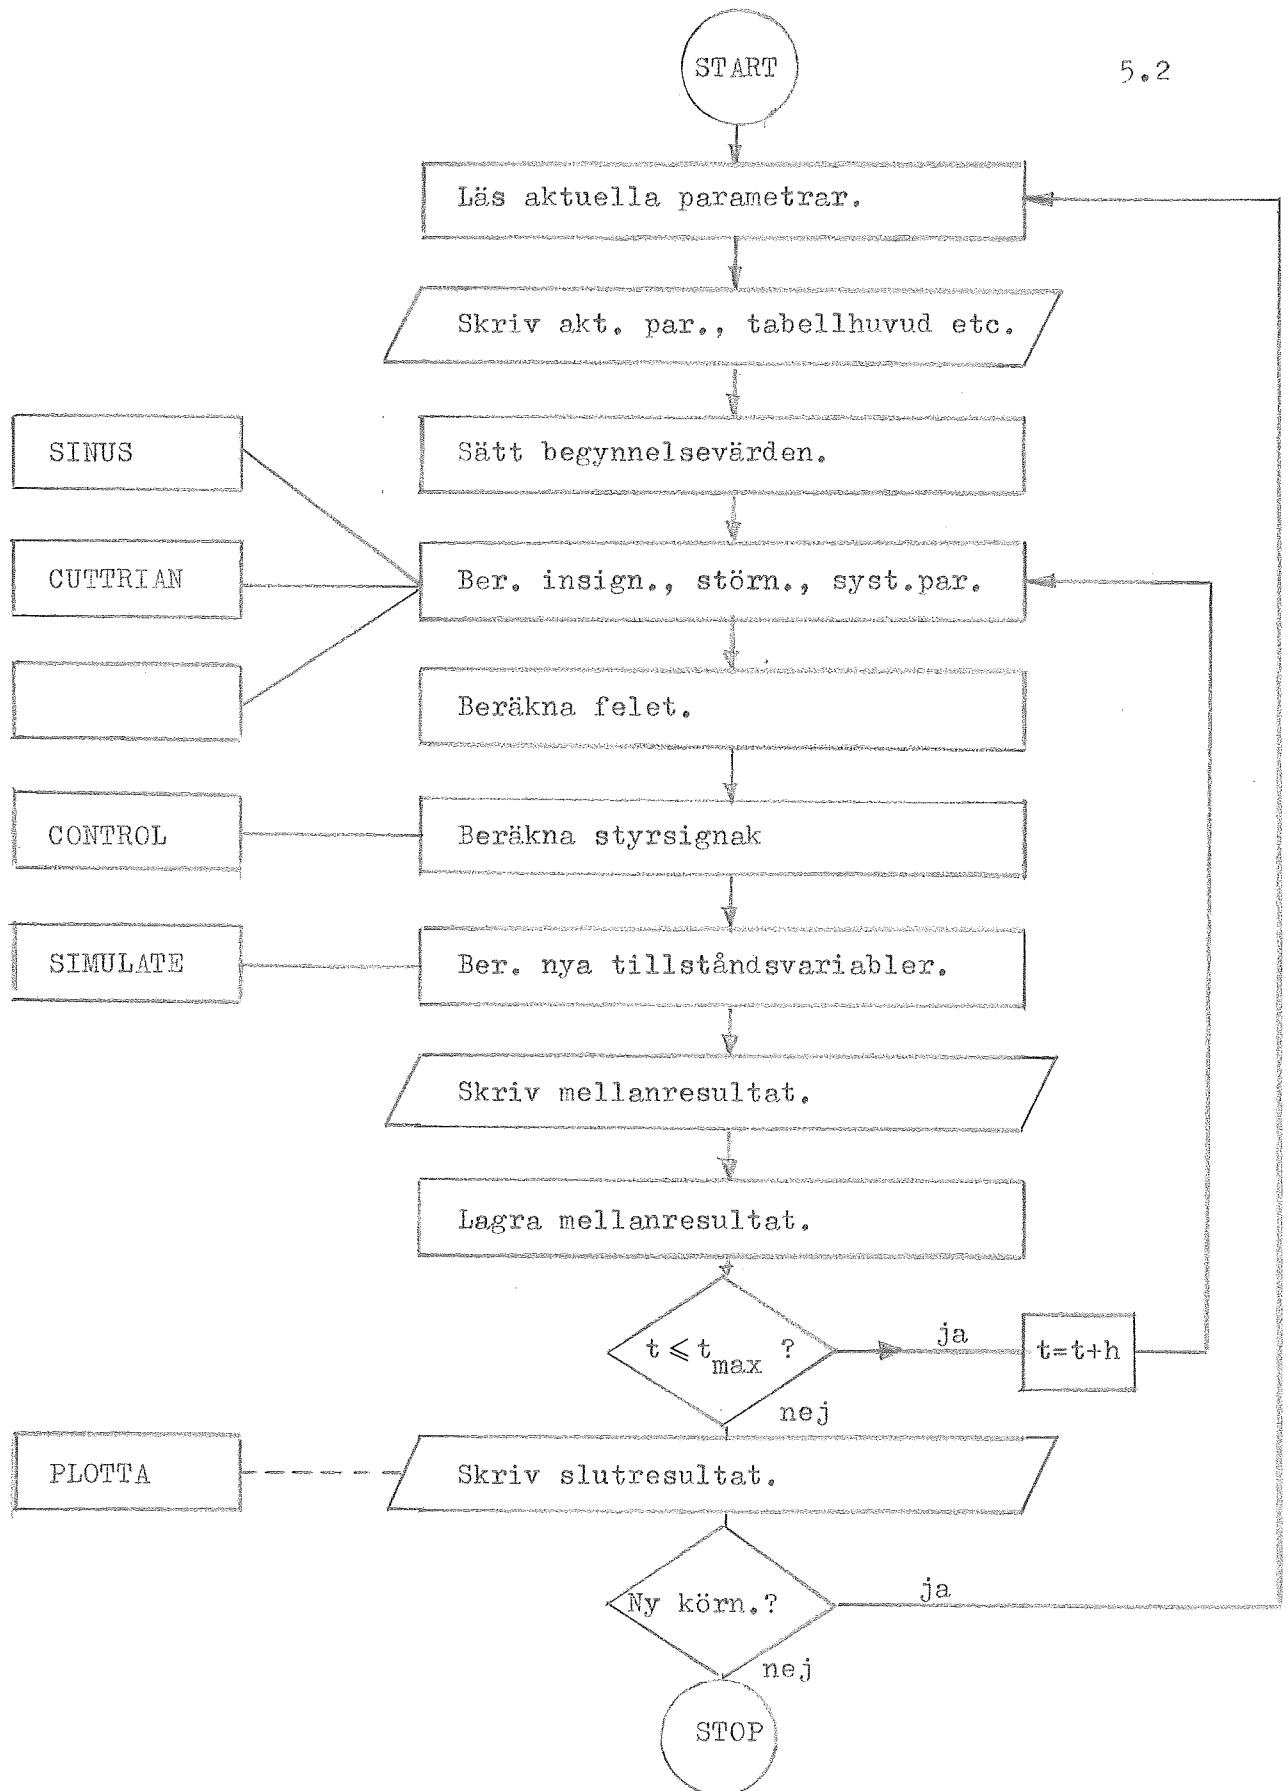 START
5.2
Läs aktuella parametrar.
Skriv akt. par., tabellhuvud etc.
SINUS
Sätt begynnelsevärden.
CUTTRIAN
Ber. insign., störn., syst.par.
Beräkna felet.
CONTROL
Beräkna styrsignak
SIMULATE
Ber. nya tillståndsvariabler.
Skriv mellanresultat.
Lagra mellanresultat.
t ≤ t_max ?
ja
t=t+h
nej
PLOTTA
Skriv slutresultat.
Ny körn.?
ja
nej
STOP